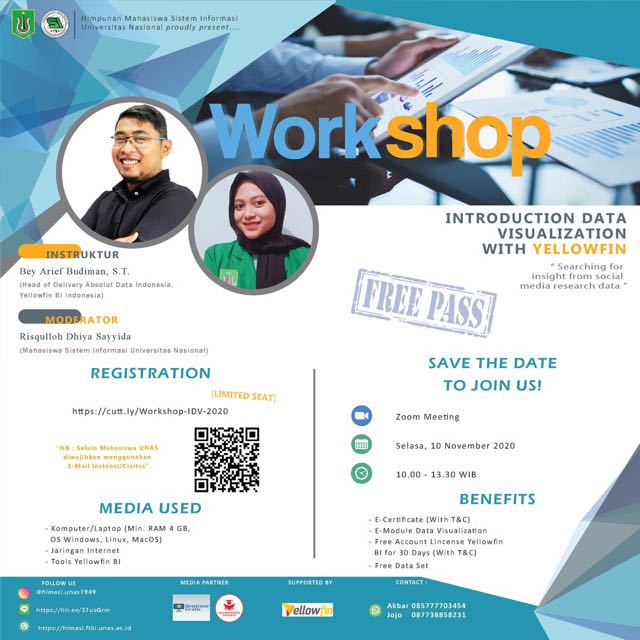 Himpunan Mahasiswa Sistem Informasi
Universitas Nasional proudly present....
Workshop
INTRODUCTION DATA
VISUALIZATION
WITH YELLOWFIN
" Searching for
insight from social
media research data "
INSTRUKTUR
Bey Arief Budiman, S.T.
(Head of Delivery Absolut Data Indonesia,
Yellowfin BI Indonesia)
MODERATOR
Risqulloh Dhiya Sayyida
(Mahasiswa Sistem Informasi Universitas Nasional)
FREE PASS
REGISTRATION
[LIMITED SEAT]
https://cutt.ly/Workshop-IDV-2020
"NB : Selain Mahasiswa UNAS
diwajibkan menggunakan
E-Mail Instansi/Civitas"
MEDIA USED
- Komputer/Laptop (Min. RAM 4 GB,
OS Windows, Linux, MacOS)
- Jaringan Internet
- Tools Yellowfin BI
SAVE THE DATE
TO JOIN US!
Zoom Meeting
Selasa, 10 November 2020
10.00 - 13.30 WIB
BENEFITS
- E-Certificate (With T&C)
- E-Module Data Visualization
- Free Account Lincense Yellowfin
BI for 30 Days (With T&C)
- Free Data Set
FOLLOW US
@himasi.unas1949
https://lin.ee/51usQrm
https://himasi.ftki.unas.ac.id
MEDIA PARTNER
Seminar
SUPPORTED BY
Yellowfin
CONTACT :
Akbar 085777703454
Jojo 087738858231